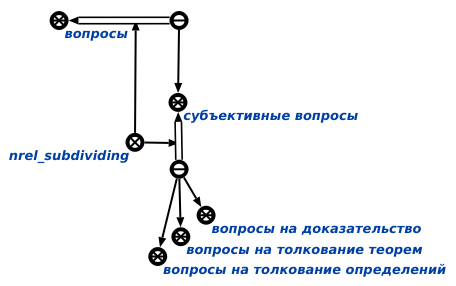 вопросы
субъективные вопросы
nrel_subdividing
вопросы на доказательство
вопросы на толкование теорем
вопросы на толкование определений